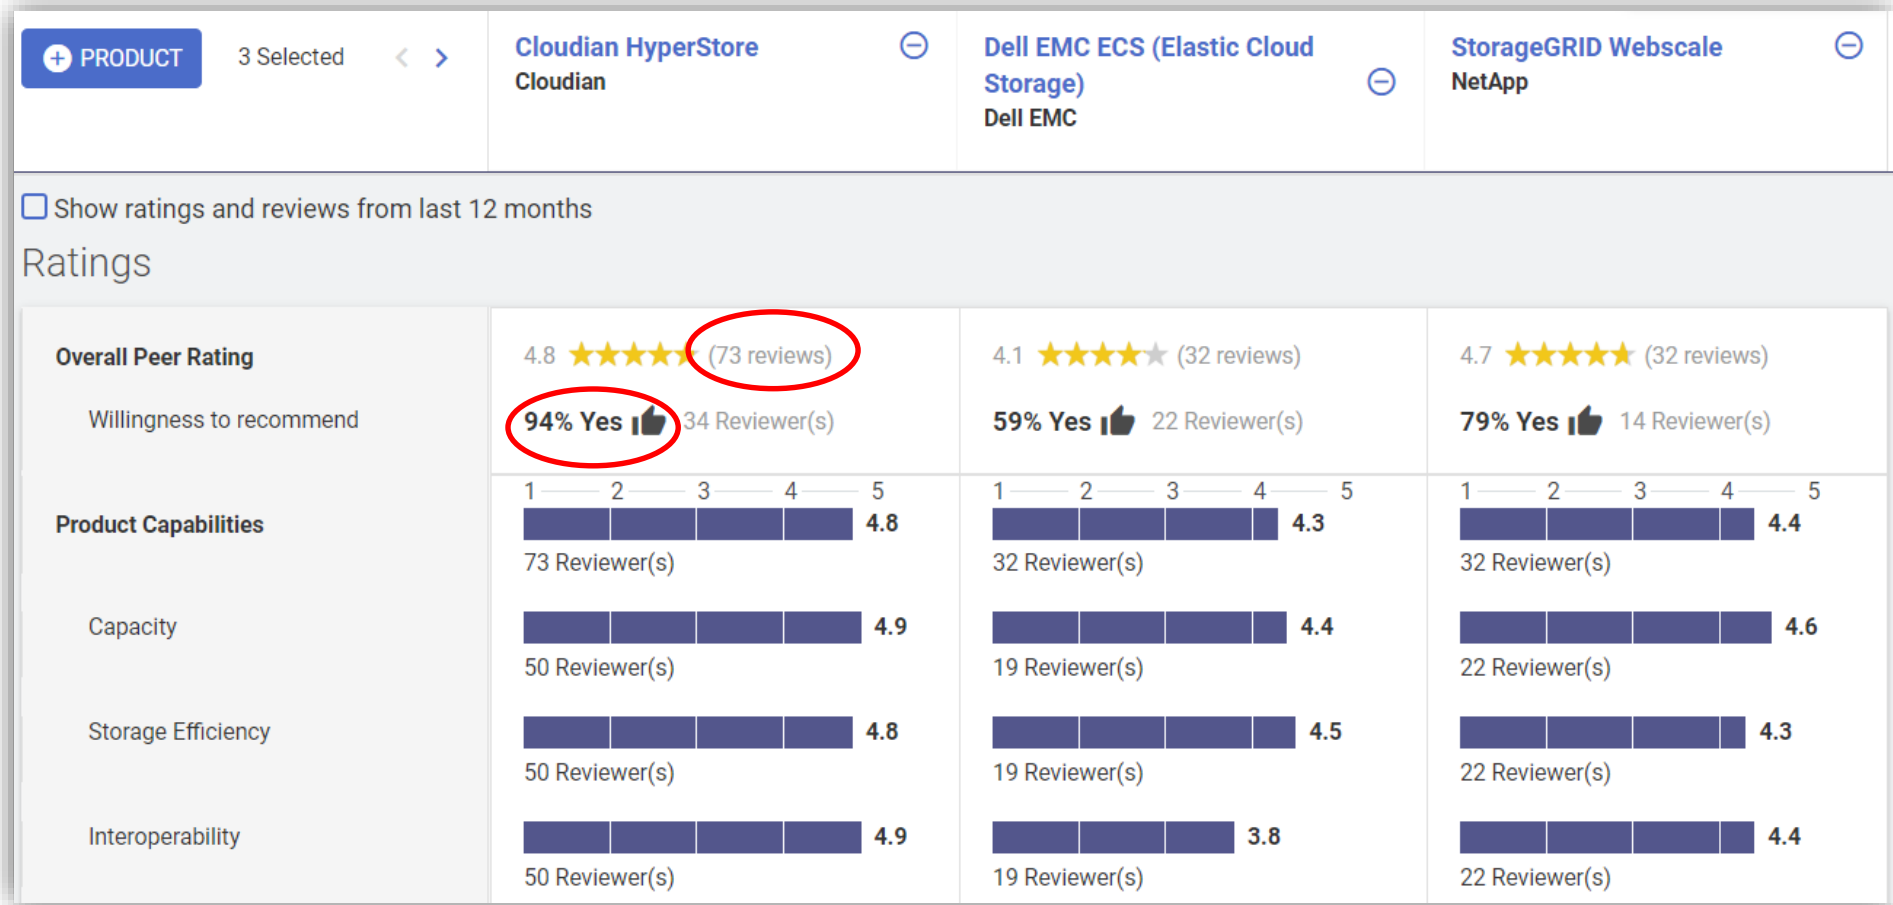 PRODUCT
3 Selected
Cloudian HyperStore
Cloudian
Dell EMC ECS (Elastic Cloud
Storage)
Dell EMC
StorageGRID Webscale
NetApp
Show ratings and reviews from last 12 months
Ratings
Overall Peer Rating
4.8 (73 reviews)
4.1 (32 reviews)
4.7 (32 reviews)
Willingness to recommend
94% Yes 34 Reviewer(s)
59% Yes 22 Reviewer(s)
79% Yes 14 Reviewer(s)
1 2 3 4 5
1 2 3 4 5
1 2 3 4 5
Product Capabilities
4.8
4.3
4.4
73 Reviewer(s)
32 Reviewer(s)
32 Reviewer(s)
Capacity
4.9
4.4
4.6
50 Reviewer(s)
19 Reviewer(s)
22 Reviewer(s)
Storage Efficiency
4.8
4.5
4.3
50 Reviewer(s)
19 Reviewer(s)
22 Reviewer(s)
Interoperability
4.9
3.8
4.4
50 Reviewer(s)
19 Reviewer(s)
22 Reviewer(s)